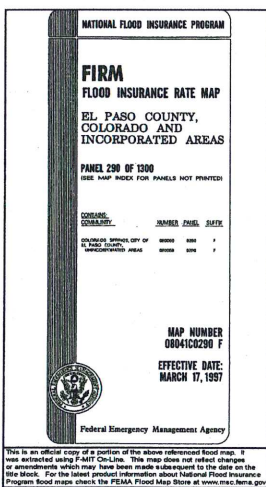 NATIONAL FLOOD INSURANCE PROGRAM
FIRM
FLOOD INSURANCE RATE MAP
EL PASO COUNTY,
COLORADO AND
INCORPORATED AREAS
PANEL 290 OF 1300
(SEE MAP INDEX FOR PANELS NOT PRINTED)
CONTAINS:
COMMUNITY NUMBER PANEL SUFFIX
COLORADO SPRINGS, CITY OF 080060 0290 F
EL PASO COUNTY,
UNINCORPORATED AREAS 080059 0290 F
MAP NUMBER
08041C0290 F
EFFECTIVE DATE:
MARCH 17, 1997
Federal Emergency Management Agency
This is an official copy of a portion of the above referenced flood map. It
was extracted using F-MIT On-Line. This map does not reflect changes
or amendments which may have been made subsequent to the date on the
title block. For the latest product information about National Flood Insurance
Program flood maps check the FEMA Flood Map Store at www.msc.fema.gov